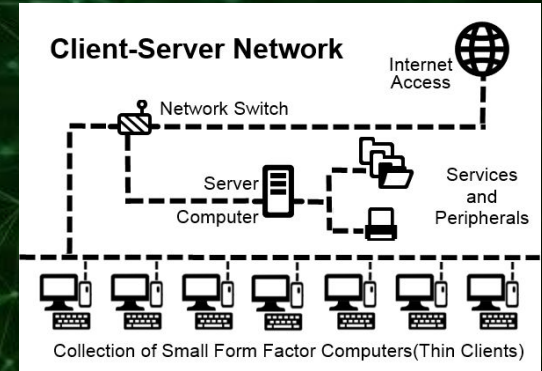 Client-Server Network
Internet
Access
Network Switch
Server
Computer
Services
and
Peripherals
Collection of Small Form Factor Computers(Thin Clients)